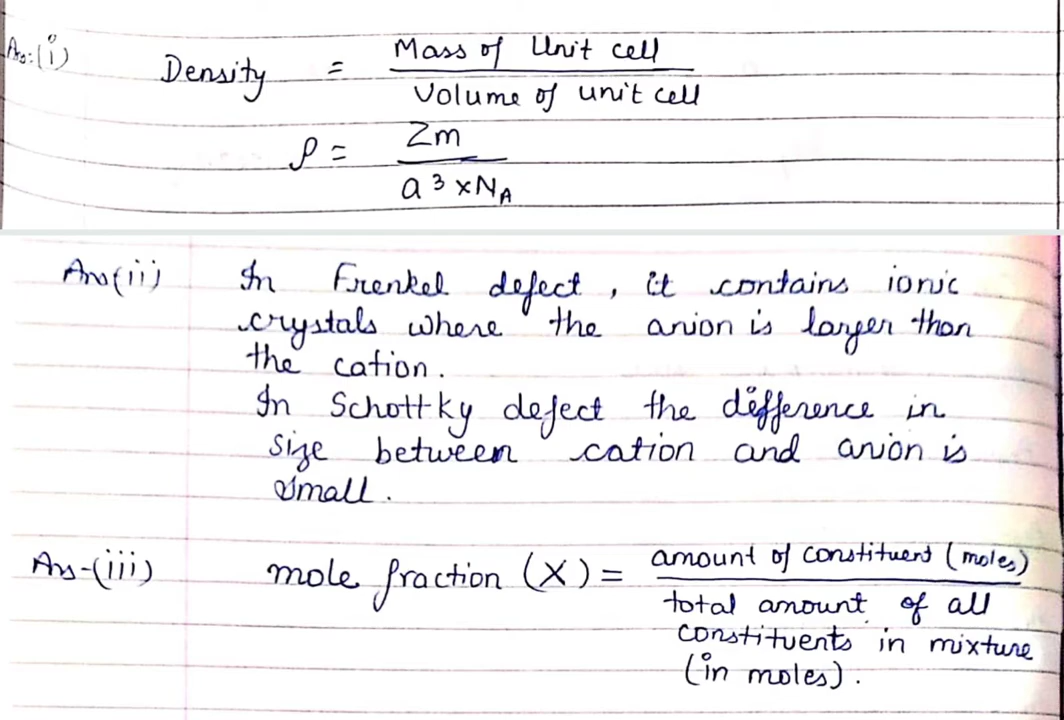 Ans:(i)
Density = Mass of Unit cell
Volume of unit cell
ρ = Zm
a³ × N_A
Ans(ii) In Frenkel defect, it contains ionic
crystals where the anion is larger than
the cation.
In Schottky defect the difference in
size between cation and anion is
small.
Ans-(iii) mole fraction (X) = amount of constituent (moles)
total amount of all
constituents in mixture
(in moles).